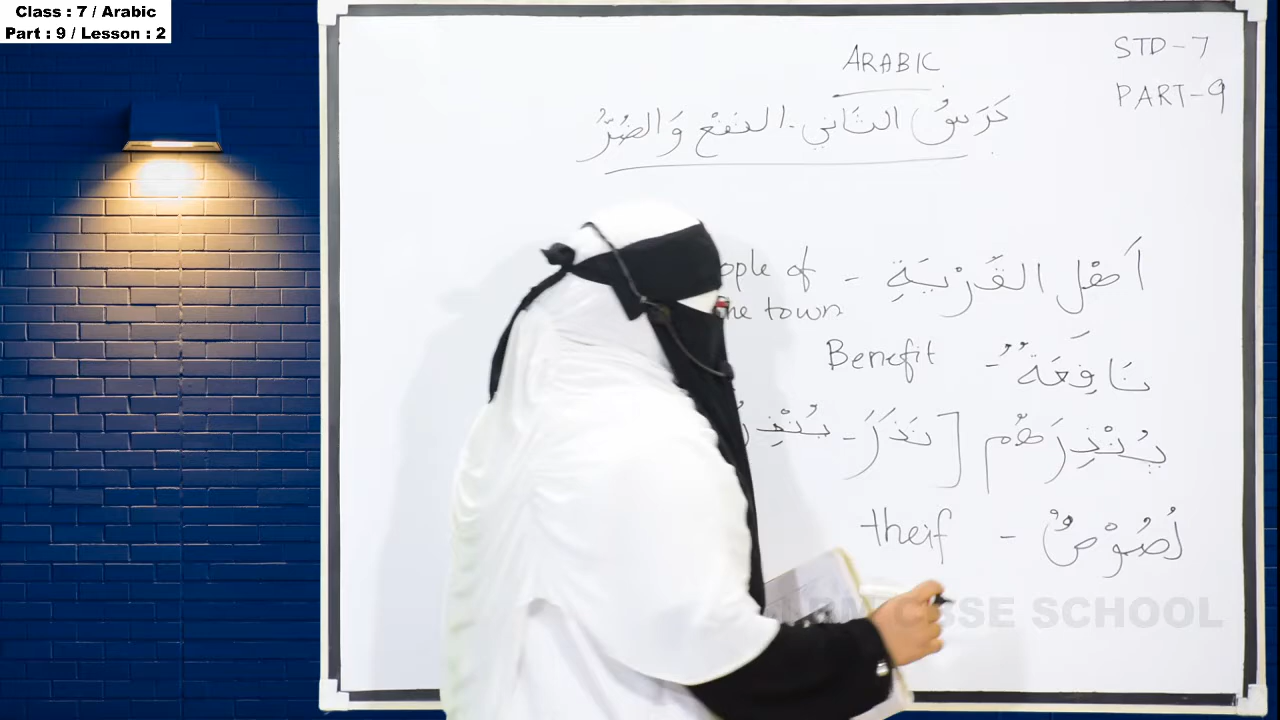 Class : 7 / Arabic
Part : 9 / Lesson : 2
ARABIC
STD-7
PART-9
دَرَسُ الثَّانِي - النَفَعْ وَالضُرُّ
أَهْل القَرْيَةِ - ople of
he town
نَافِعَةٌ - Benefit
يُنْذِرَهُم [نَذَرَ - يُنْذِرُ
لُصُوْصٌ - theif
SSE SCHOOL